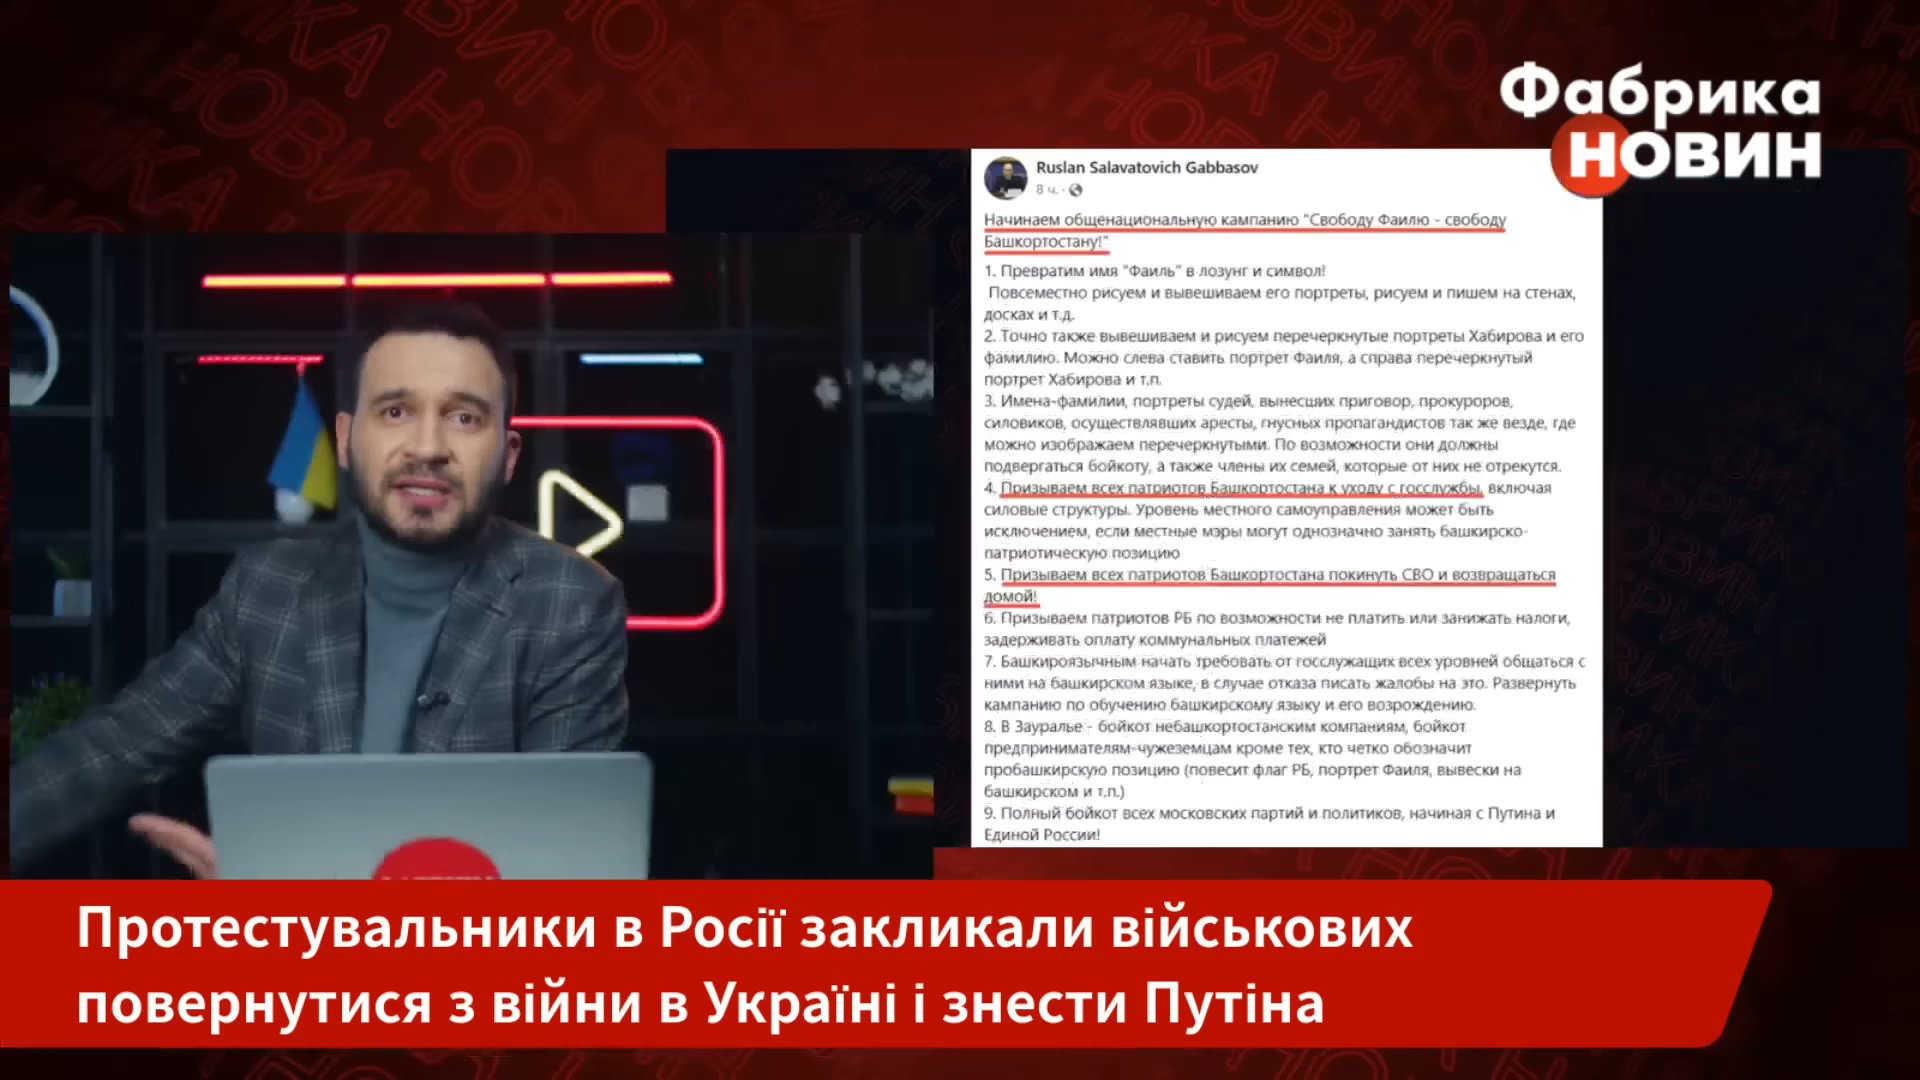 Фабрика
НОВИН
Ruslan Salavatovich Gabbasov
8 ч. ·
Начинаем общенациональную кампанию "Свободу Фаилю - свободу
Башкортостану!"
1. Превратим имя "Фаиль" в лозунг и символ!
Повсеместно рисуем и вывешиваем его портреты, рисуем и пишем на стенах,
досках и т.д.
2. Точно также вывешиваем и рисуем перечеркнутые портреты Хабирова и его
фамилию. Можно слева ставить портрет Фаиля, а справа перечеркнутый
портрет Хабирова и т.п.
3. Имена-фамилии, портреты судей, вынесших приговор, прокуроров,
силовиков, осуществлявших аресты, гнусных пропагандистов так же везде, где
можно изображаем перечеркнутыми. По возможности они должны
подвергаться бойкоту, а также члены их семей, которые от них не отрекутся.
4. Призываем всех патриотов Башкортостана к уходу с госслужбы, включая
силовые структуры. Уровень местного самоуправления может быть
исключением, если местные мэры могут однозначно занять башкирско-
патриотическую позицию
5. Призываем всех патриотов Башкортостана покинуть СВО и возвращаться
домой!
6. Призываем патриотов РБ по возможности не платить или занижать налоги,
задерживать оплату коммунальных платежей
7. Башкироязычным начать требовать от госслужащих всех уровней общаться с
ними на башкирском языке, в случае отказа писать жалобы на это. Развернуть
кампанию по обучению башкирскому языку и его возрождению.
8. В Зауралье - бойкот небашкортостанским компаниям, бойкот
предпринимателям-чужеземцам кроме тех, кто четко обозначит
пробашкирскую позицию (повесит флаг РБ, портрет Фаиля, вывески на
башкирском и т.п.)
9. Полный бойкот всех московских партий и политиков, начиная с Путина и
Единой России!
Протестувальники в Росії закликали військових
повернутися з війни в Україні і знести Путіна